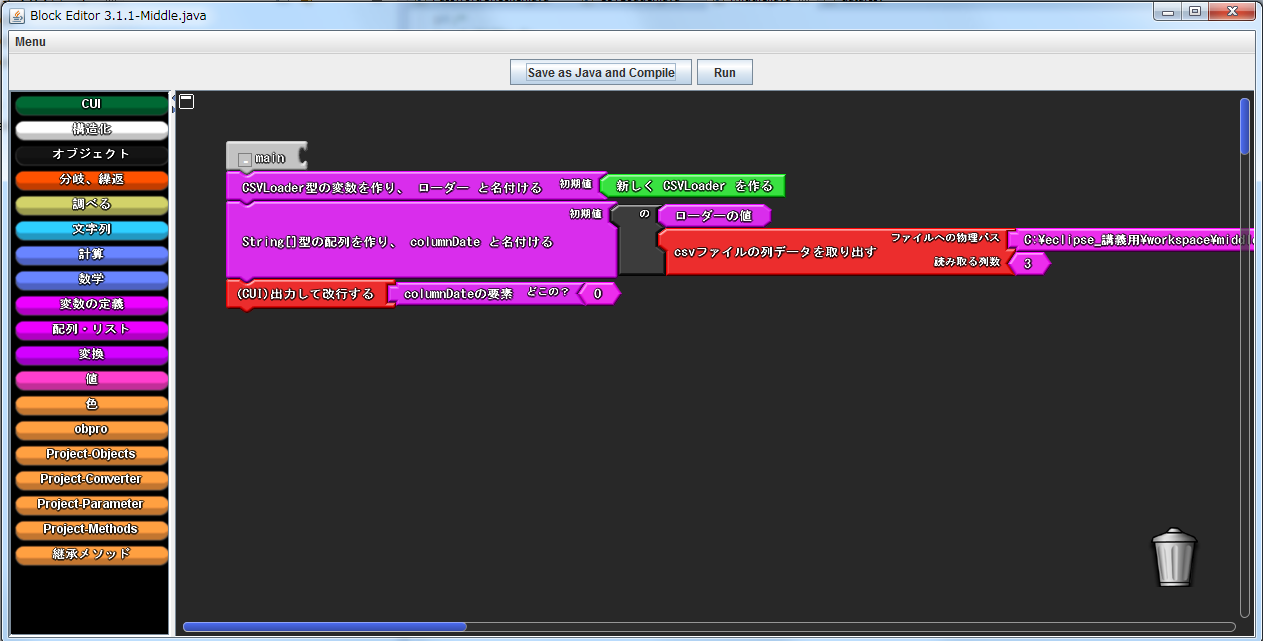 Block Editor 3.1.1-Middle.java
Menu
Save as Java and Compile Run
CUI
構造化
オブジェクト
分岐、繰返
調べる
文字列
計算
数学
変数の定義
配列・リスト
変換
値
色
obpro
Project-Objects
Project-Converter
Project-Parameter
Project-Methods
継承メソッド
main
CSVLoader型の変数を作り、 ローダー と名付ける 初期値 新しく CSVLoader を作る
String[]型の配列を作り、 columnDate と名付ける 初期値 の ローダーの値
csvファイルの列データを取り出す ファイルへの物理パス C:¥eclipse_講義用¥workspace¥middl
読み取る列数 3
(CUI)出力して改行する columnDateの要素 どこの？ 0